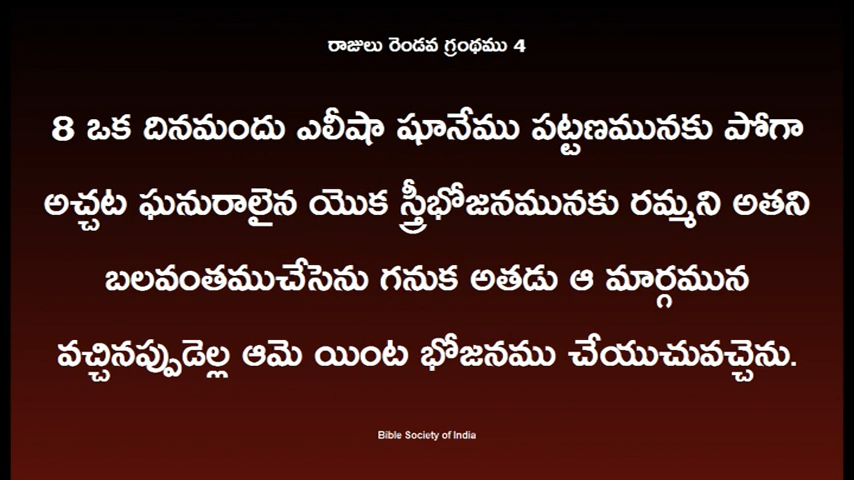 రాజులు రెండవ గ్రంథము 4
8 ఒక దినమందు ఎలీషా షూనేము పట్టణమునకు పోగా
అచ్చట ఘనురాలైన యొక స్త్రీభోజనమునకు రమ్మని అతని
బలవంతముచేసెను గనుక అతడు ఆ మార్గమున
వచ్చినప్పుడెల్ల ఆమె యింట భోజనము చేయుచువచ్చెను.
Bible Society of India